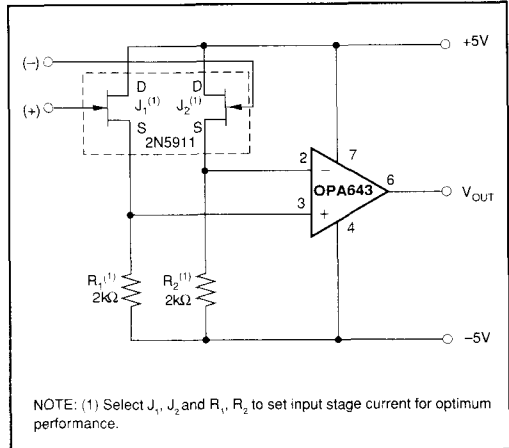 +5V
(–)
D D
(+)
J₁⁽¹⁾ J₂⁽¹⁾
S S
2N5911
2 – 7
OPA643 6
V_OUT
3 + 4
R₁⁽¹⁾ R₂⁽¹⁾
2kΩ 2kΩ
–5V
NOTE: (1) Select J₁, J₂ and R₁, R₂ to set input stage current for optimum
performance.